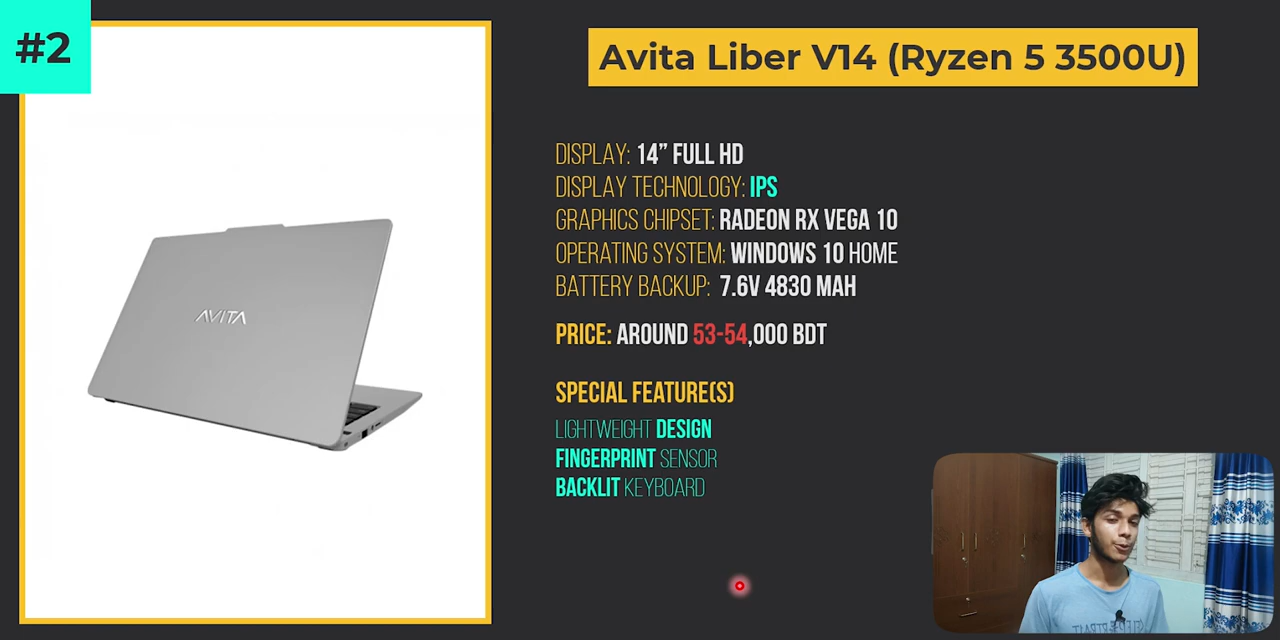 #2
Avita Liber V14 (Ryzen 5 3500U)
AVITA
DISPLAY: 14” FULL HD
DISPLAY TECHNOLOGY: IPS
GRAPHICS CHIPSET: RADEON RX VEGA 10
OPERATING SYSTEM: WINDOWS 10 HOME
BATTERY BACKUP: 7.6V 4830 MAH
PRICE: AROUND 53-54,000 BDT
SPECIAL FEATURE(S)
LIGHTWEIGHT DESIGN
FINGERPRINT SENSOR
BACKLIT KEYBOARD